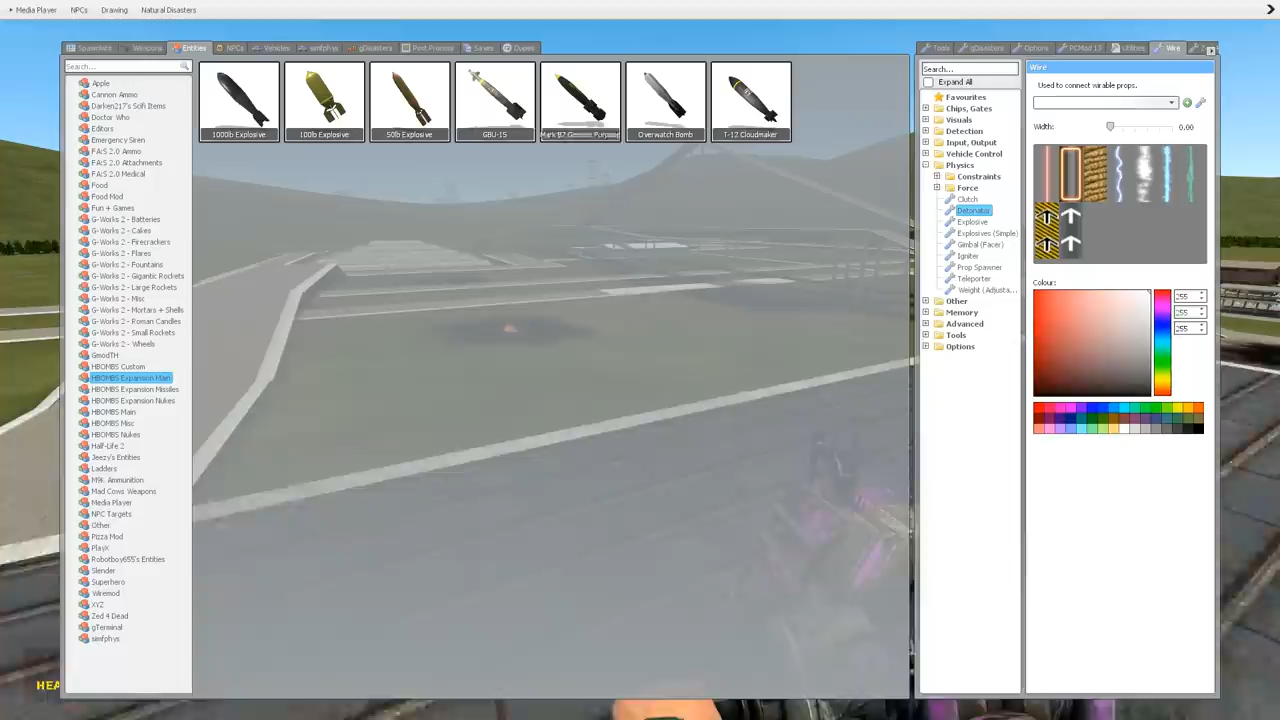 Media Player NPCs Drawing Natural Disasters
Spawnlists Weapons Entities NPCs Vehicles simfphys gDisasters Post Process Saves Dupes
Tools gDisasters Options PCMod 13 Utilities Wire
Search...
Apple
Cannon Ammo
Darken217's SciFi Items
Doctor Who
Editors
Emergency Siren
FA:S 2.0 Ammo
FA:S 2.0 Attachments
FA:S 2.0 Medical
Food
Food Mod
Fun + Games
G-Works 2 - Batteries
G-Works 2 - Cakes
G-Works 2 - Firecrackers
G-Works 2 - Flares
G-Works 2 - Fountains
G-Works 2 - Gigantic Rockets
G-Works 2 - Large Rockets
G-Works 2 - Misc
G-Works 2 - Mortars + Shells
G-Works 2 - Roman Candles
G-Works 2 - Small Rockets
G-Works 2 - Wheels
GmodTH
HBOMBS Custom
HBOMBS Expansion Main
HBOMBS Expansion Missiles
HBOMBS Expansion Nukes
HBOMBS Main
HBOMBS Misc
HBOMBS Nukes
Half-Life 2
Jeezy's Entities
Ladders
M9K Ammunition
Mad Cows Weapons
Media Player
NPC Targets
Other
Pizza Mod
PlayX
Robotboy655's Entities
Slender
Superhero
Wiremod
XYZ
Zed 4 Dead
gTerminal
simfphys
1000lb Explosive
100lb Explosive
50lb Explosive
GBU-15
Mark 82 General Purpose
Overwatch Bomb
T-12 Cloudmaker
Search...
Expand All
Favourites
Chips, Gates
Visuals
Detection
Input, Output
Vehicle Control
Physics
Constraints
Force
Clutch
Detonator
Explosive
Explosives (Simple)
Gimbal (Facer)
Igniter
Prop Spawner
Teleporter
Weight (Adjusta...
Other
Memory
Advanced
Tools
Options
Wire
Used to connect wirable props.
Width: 0.00
Colour:
255
255
255
HEA